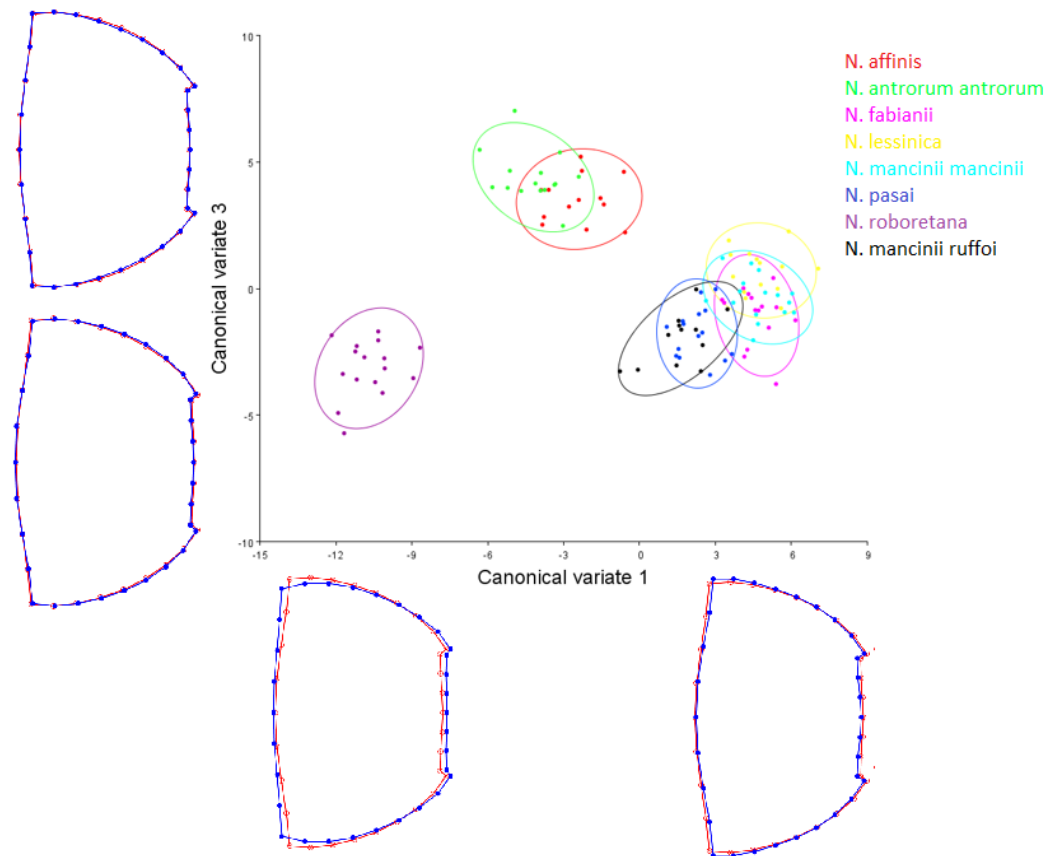 N. affinis
N. antrorum antrorum
N. fabianii
N. lessinica
N. mancinii mancinii
N. pasai
N. roboretana
N. mancinii ruffoi
10
5
0
-5
-10
Canonical variate 3
-15 -12 -9 -6 -3 0 3 6 9
Canonical variate 1